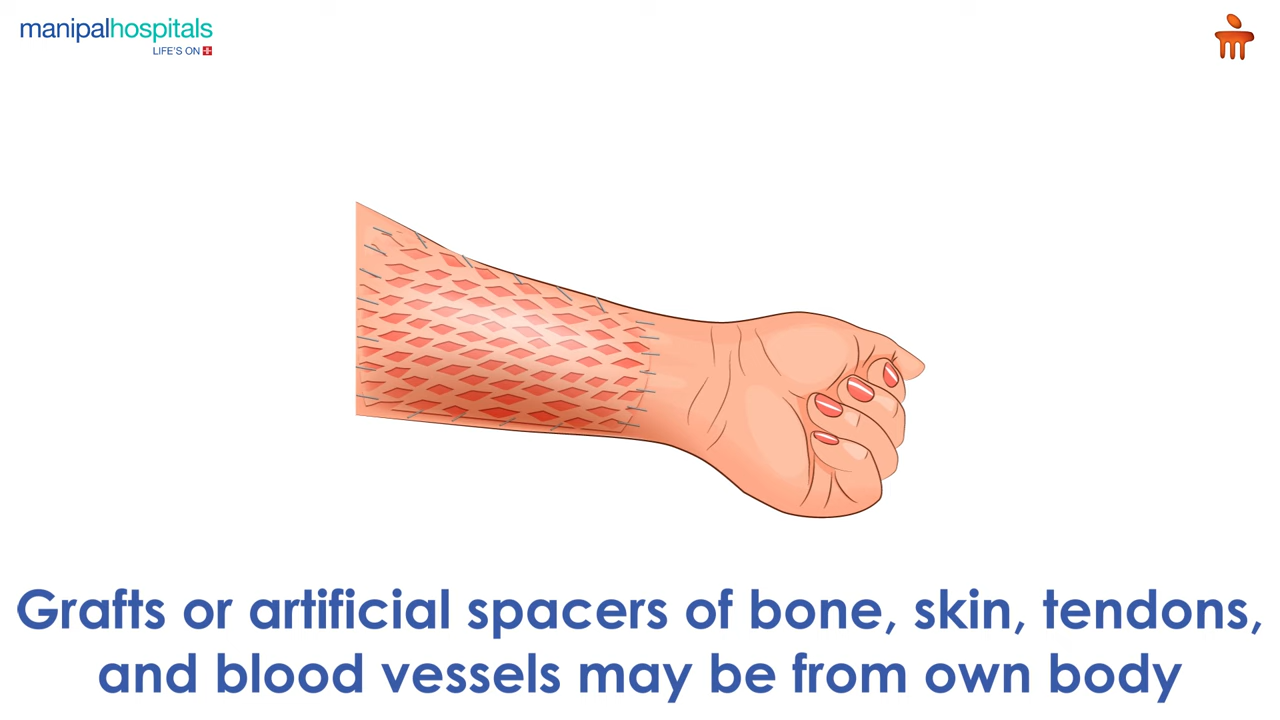 manipalhospitals
LIFE'S ON
Grafts or artificial spacers of bone, skin, tendons,
and blood vessels may be from own body